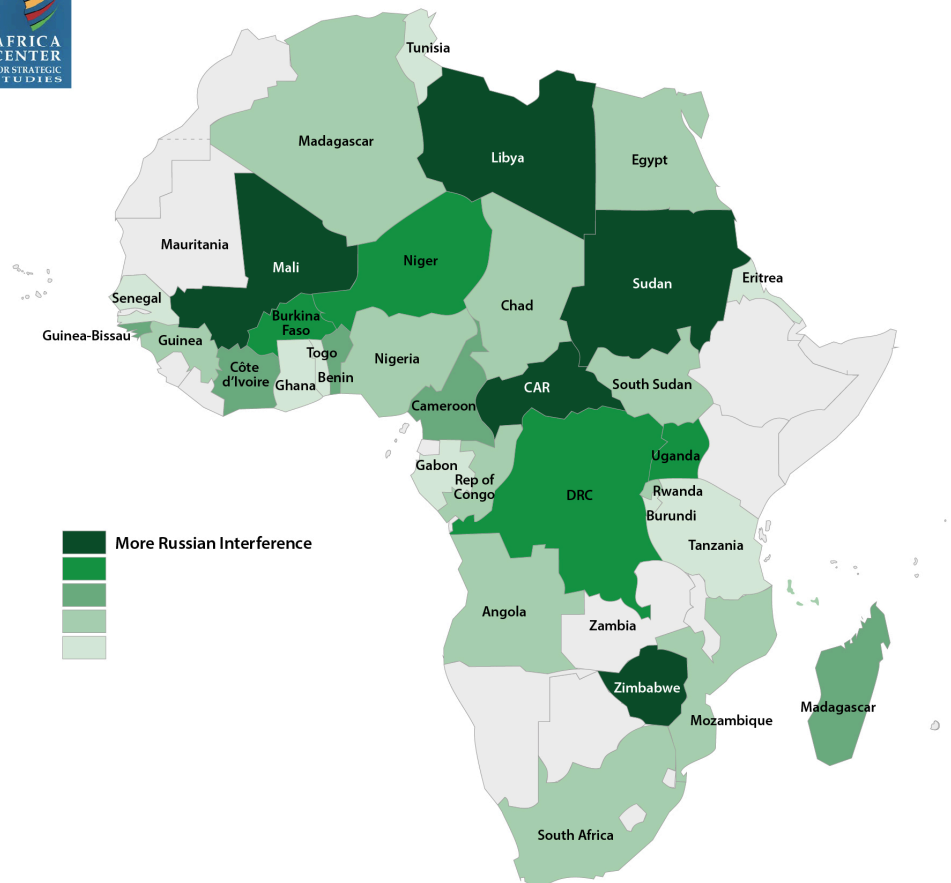 AFRICA
CENTER
FOR STRATEGIC
STUDIES
Tunisia
Madagascar
Libya
Egypt
Mauritania
Mali
Niger
Chad
Sudan
Eritrea
Senegal
Guinea-Bissau
Guinea
Burkina
Faso
Côte
d'Ivoire
Ghana
Togo
Benin
Nigeria
Cameroon
CAR
South Sudan
Gabon
Rep of
Congo
DRC
Uganda
Rwanda
Burundi
Tanzania
More Russian Interference
Angola
Zambia
Zimbabwe
Mozambique
Madagascar
South Africa